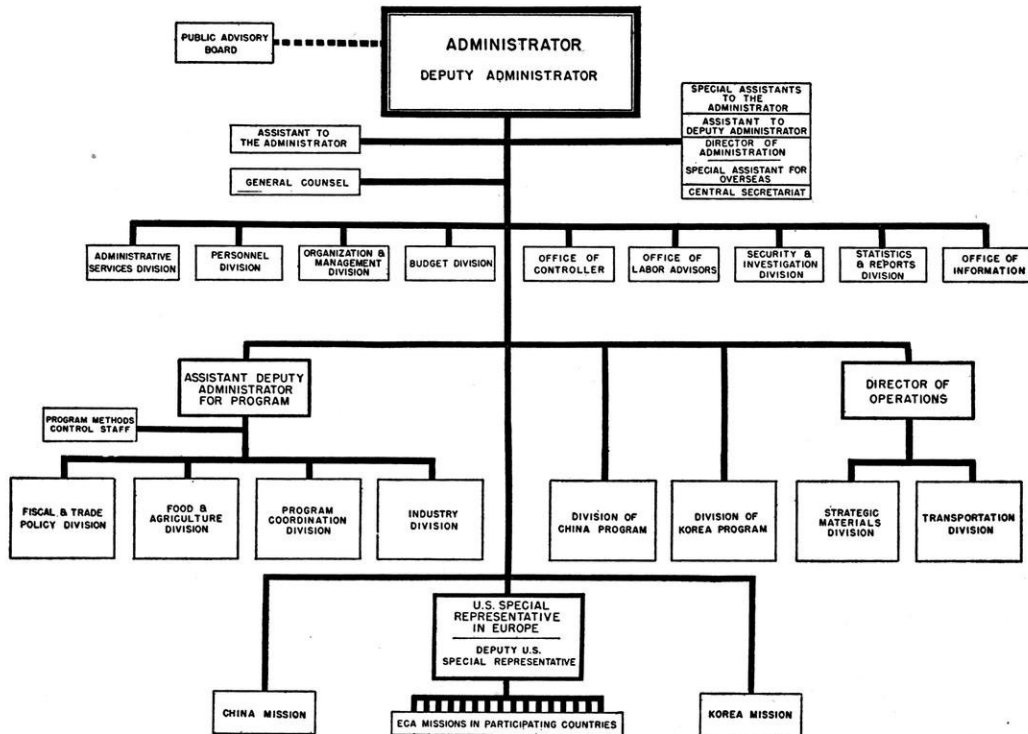 PUBLIC ADVISORY
BOARD
ADMINISTRATOR
DEPUTY ADMINISTRATOR
SPECIAL ASSISTANTS
TO THE
ADMINISTRATOR
ASSISTANT TO
DEPUTY ADMINISTRATOR
DIRECTOR OF
ADMINISTRATION
SPECIAL ASSISTANT FOR
OVERSEAS
CENTRAL SECRETARIAT
ASSISTANT TO
THE ADMINISTRATOR
GENERAL COUNSEL
ADMINISTRATIVE
SERVICES DIVISION
PERSONNEL
DIVISION
ORGANIZATION &
MANAGEMENT
DIVISION
BUDGET DIVISION
OFFICE OF
CONTROLLER
OFFICE OF
LABOR ADVISORS
SECURITY &
INVESTIGATION
DIVISION
STATISTICS
& REPORTS
DIVISION
OFFICE OF
INFORMATION
ASSISTANT DEPUTY
ADMINISTRATOR
FOR PROGRAM
DIRECTOR OF
OPERATIONS
PROGRAM METHODS
CONTROL STAFF
FISCAL & TRADE
POLICY DIVISION
FOOD &
AGRICULTURE
DIVISION
PROGRAM
COORDINATION
DIVISION
INDUSTRY
DIVISION
DIVISION OF
CHINA PROGRAM
DIVISION OF
KOREA PROGRAM
STRATEGIC
MATERIALS
DIVISION
TRANSPORTATION
DIVISION
U.S. SPECIAL
REPRESENTATIVE
IN EUROPE
DEPUTY U.S.
SPECIAL REPRESENTATIVE
CHINA MISSION
ECA MISSIONS IN PARTICIPATING COUNTRIES
KOREA MISSION